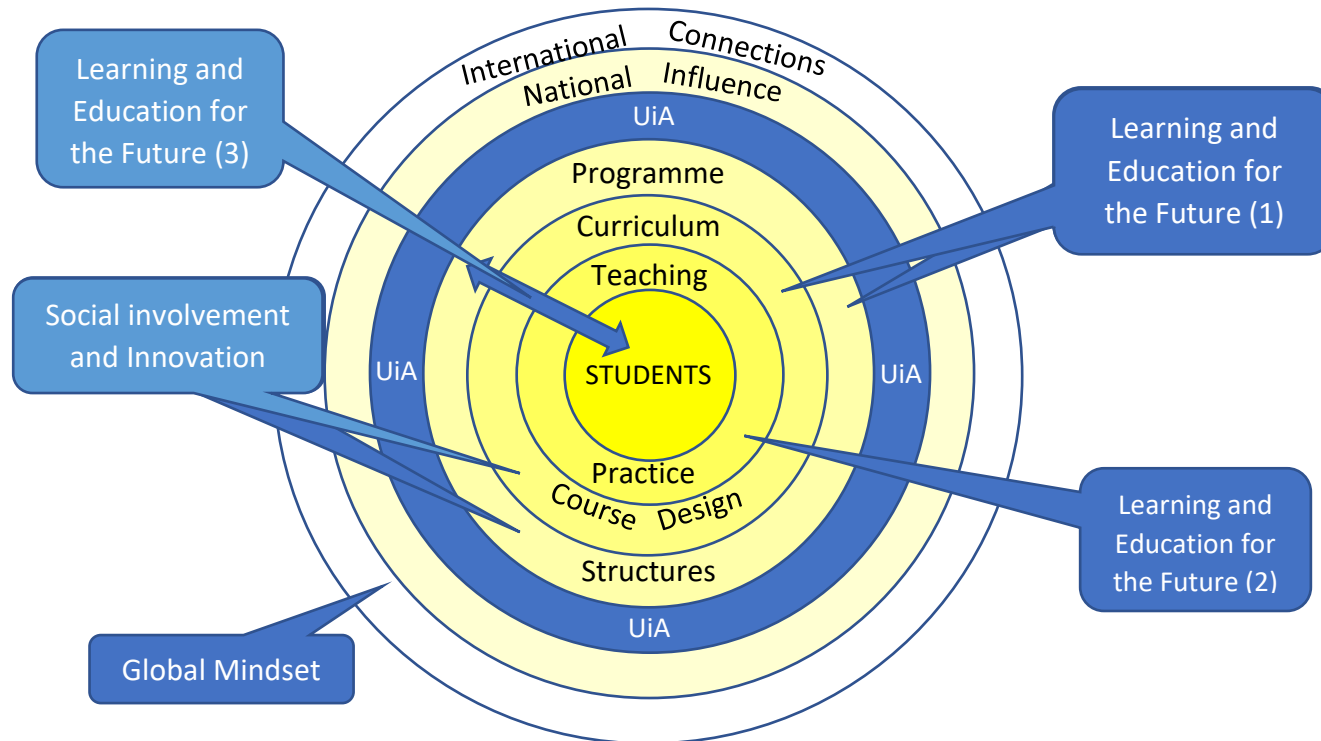 International Connections
National Influence
UiA
Learning and
Education for
the Future (3)
Learning and
Education for
the Future (1)
Programme
Curriculum
Teaching
Social involvement
and Innovation
UiA
STUDENTS
UiA
Practice
Course Design
Structures
Learning and
Education for
the Future (2)
UiA
Global Mindset